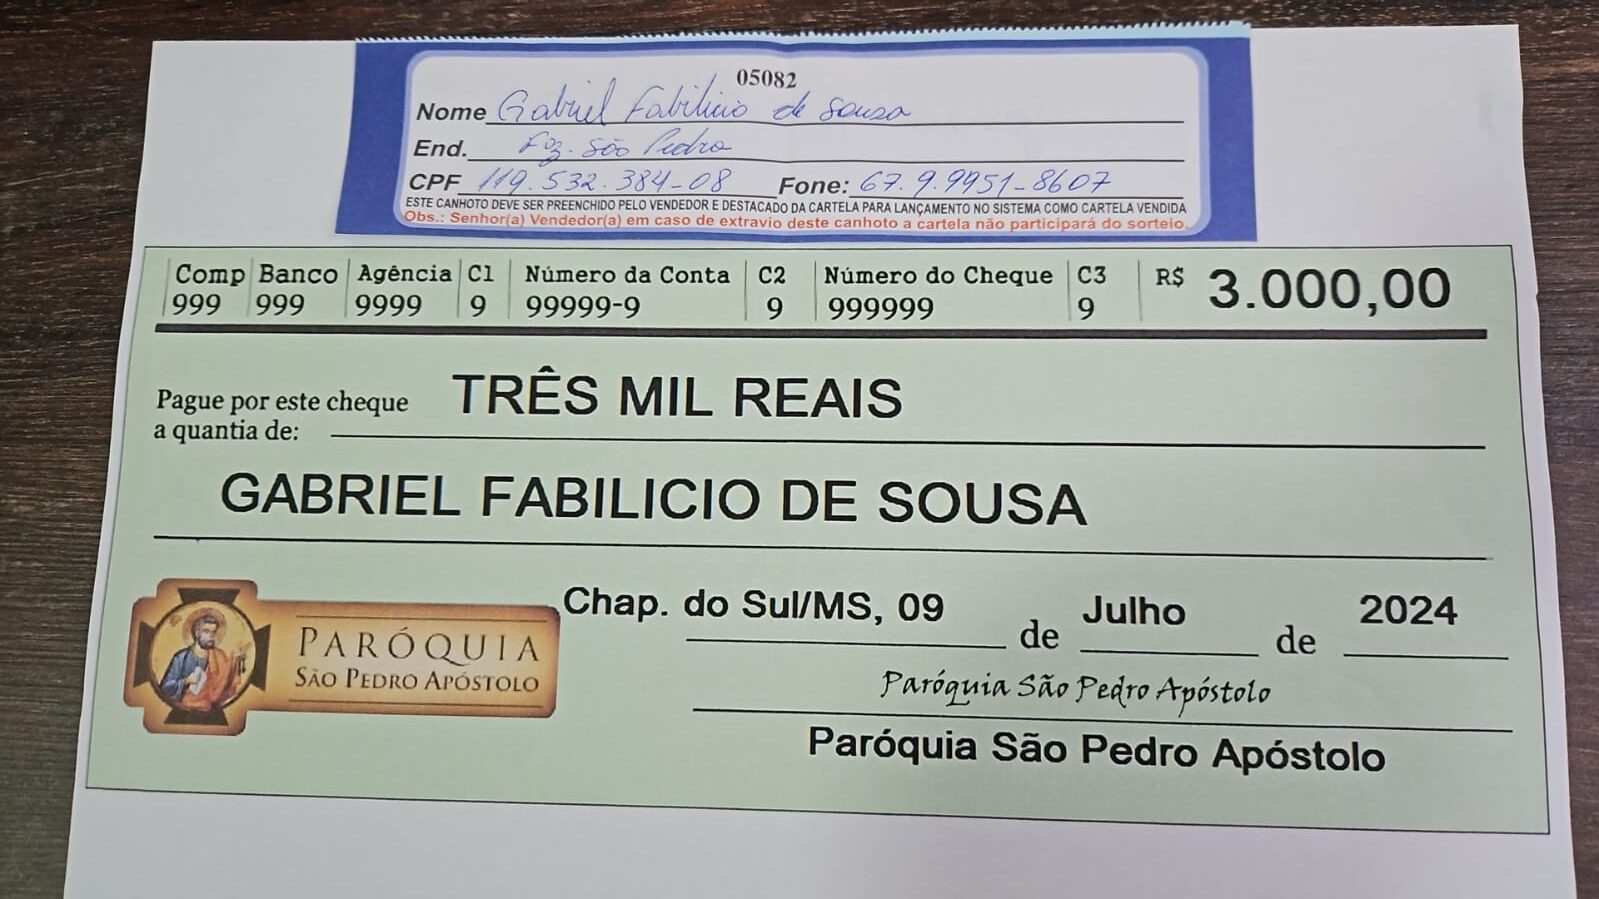 05082
Nome Gabriel Fabilicio de Sousa
End. Faz. São Pedro
CPF 119.532.384-08 Fone: 67.9.9951-8607
ESTE CANHOTO DEVE SER PREENCHIDO PELO VENDEDOR E DESTACADO DA CARTELA PARA LANÇAMENTO NO SISTEMA COMO CARTELA VENDIDA
Obs.: Senhor(a) Vendedor(a) em caso de extravio deste canhoto a cartela não participará do sorteio.
Comp Banco Agência C1 Número da Conta C2 Número do Cheque C3 R$ 3.000,00
999 999 9999 9 99999-9 9 999999 9
Pague por este cheque TRÊS MIL REAIS
a quantia de:
GABRIEL FABILICIO DE SOUSA
Chap. do Sul/MS, 09 de Julho de 2024
PARÓQUIA
SÃO PEDRO APÓSTOLO
Paróquia São Pedro Apóstolo
Paróquia São Pedro Apóstolo